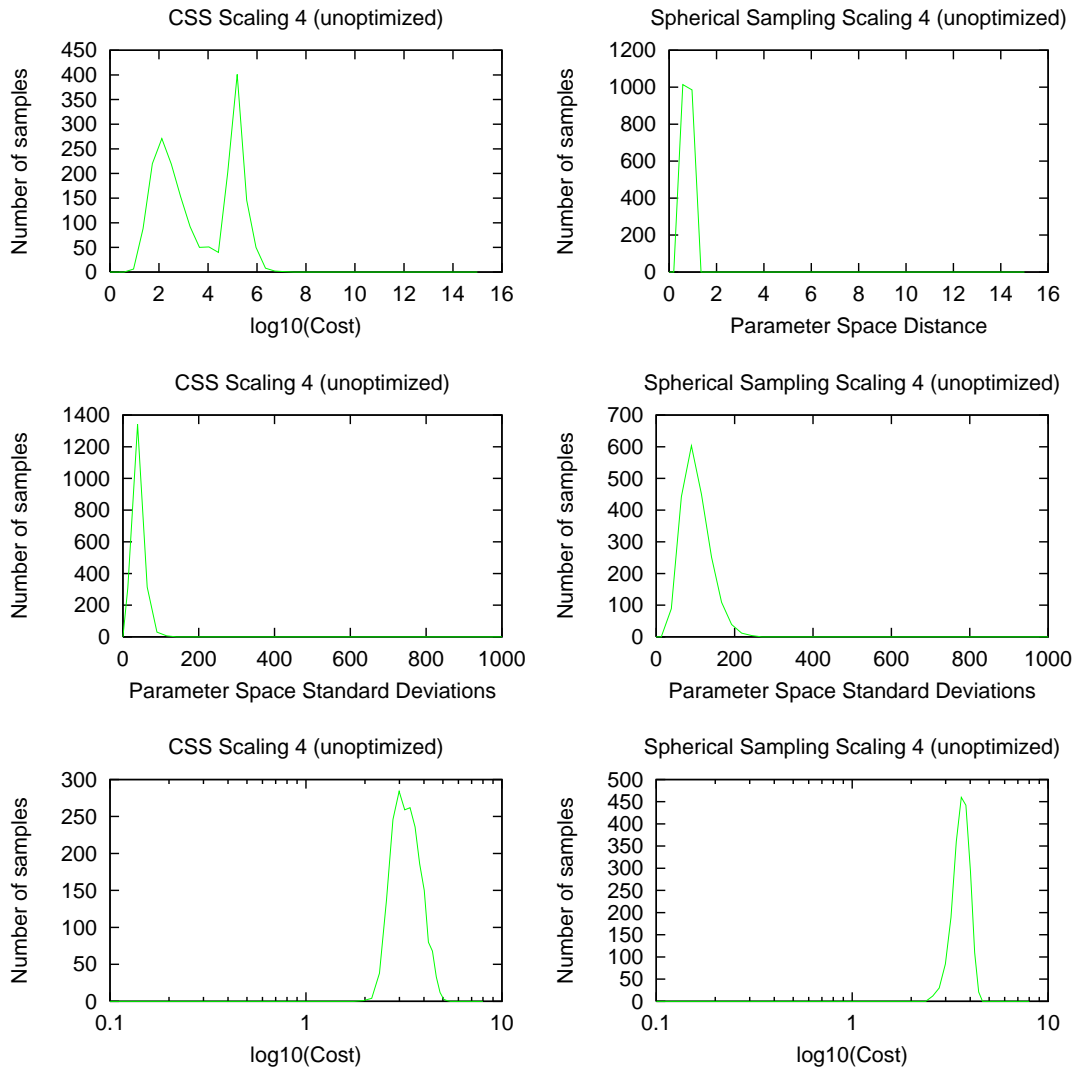 CSS Scaling 4 (unoptimized)
Number of samples
450
400
350
300
250
200
150
100
50
0
0 2 4 6 8 10 12 14 16
log10(Cost)
Spherical Sampling Scaling 4 (unoptimized)
Number of samples
1200
1000
800
600
400
200
0
0 2 4 6 8 10 12 14 16
Parameter Space Distance
CSS Scaling 4 (unoptimized)
Number of samples
1400
1200
1000
800
600
400
200
0
0 200 400 600 800 1000
Parameter Space Standard Deviations
Spherical Sampling Scaling 4 (unoptimized)
Number of samples
700
600
500
400
300
200
100
0
0 200 400 600 800 1000
Parameter Space Standard Deviations
CSS Scaling 4 (unoptimized)
Number of samples
300
250
200
150
100
50
0
0.1 1 10
log10(Cost)
Spherical Sampling Scaling 4 (unoptimized)
Number of samples
500
450
400
350
300
250
200
150
100
50
0
0.1 1 10
log10(Cost)